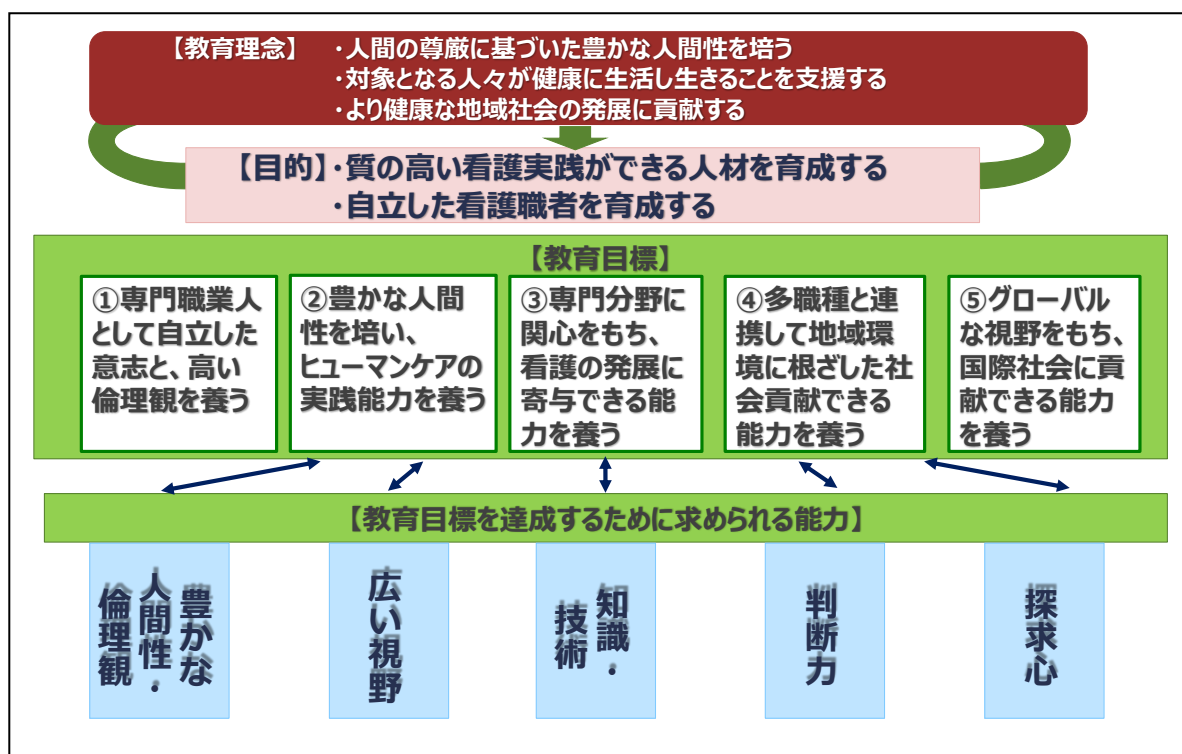 【教育理念】 ・人間の尊厳に基づいた豊かな人間性を培う
・対象となる人々が健康に生活し生きることを支援する
・より健康な地域社会の発展に貢献する
【目的】・質の高い看護実践ができる人材を育成する
・自立した看護職者を育成する
【教育目標】
①専門職業人
として自立した
意志と、高い
倫理観を養う
②豊かな人間
性を培い、
ヒューマンケアの
実践能力を養う
③専門分野に
関心をもち、
看護の発展に
寄与できる能
力を養う
④多職種と連
携して地域環
境に根ざした社
会貢献できる
能力を養う
⑤グローバル
な視野をもち、
国際社会に貢
献できる能力
を養う
【教育目標を達成するために求められる能力】
豊かな
人間性・
倫理観
広い視野
知識・
技術
判断力
探求心